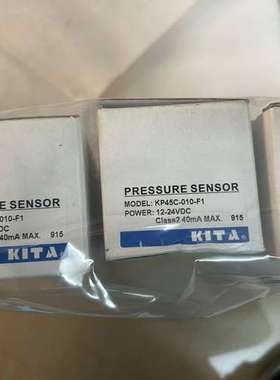 PRESSURE SENSOR
MODEL: KP45C-010-F1
POWER: 12-24VDC
Class2 40mA MAX. 915
KITA
RE SENSOR
010-F1
DC
40mA MAX. 915
KITA